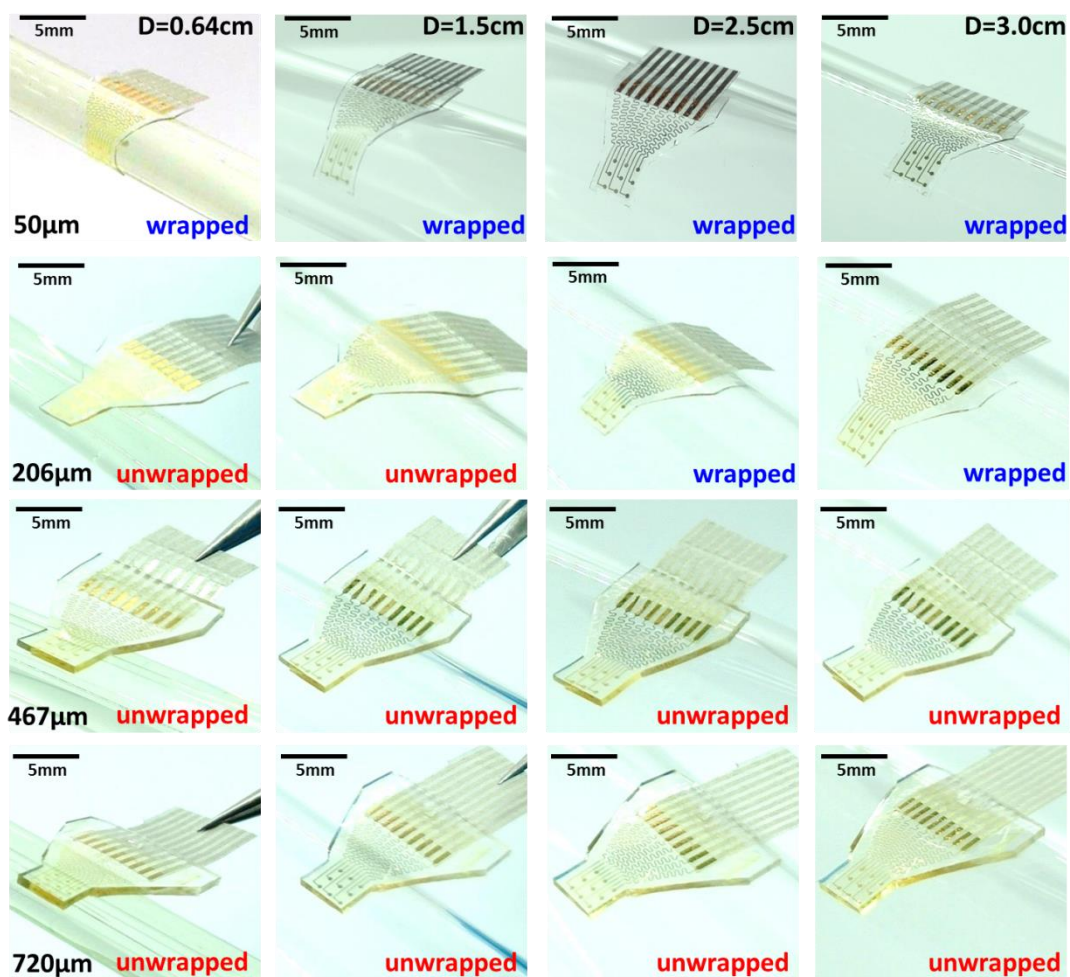 5mm D=0.64cm
50μm wrapped
5mm D=1.5cm
wrapped
5mm D=2.5cm
wrapped
5mm D=3.0cm
wrapped
5mm
206μm unwrapped
5mm
unwrapped
5mm
wrapped
5mm
wrapped
5mm
467μm unwrapped
5mm
unwrapped
5mm
unwrapped
5mm
unwrapped
5mm
720μm unwrapped
5mm
unwrapped
5mm
unwrapped
5mm
unwrapped